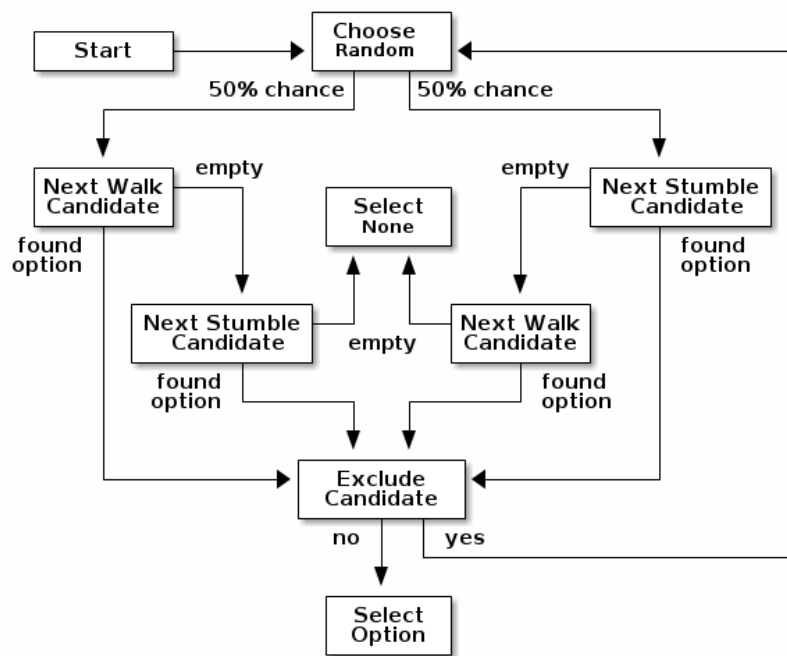 Start
Choose
Random
50% chance
50% chance
Next Walk
Candidate
empty
Select
None
empty
Next Stumble
Candidate
found
option
found
option
Next Stumble
Candidate
empty
Next Walk
Candidate
found
option
found
option
Exclude
Candidate
no
yes
Select
Option